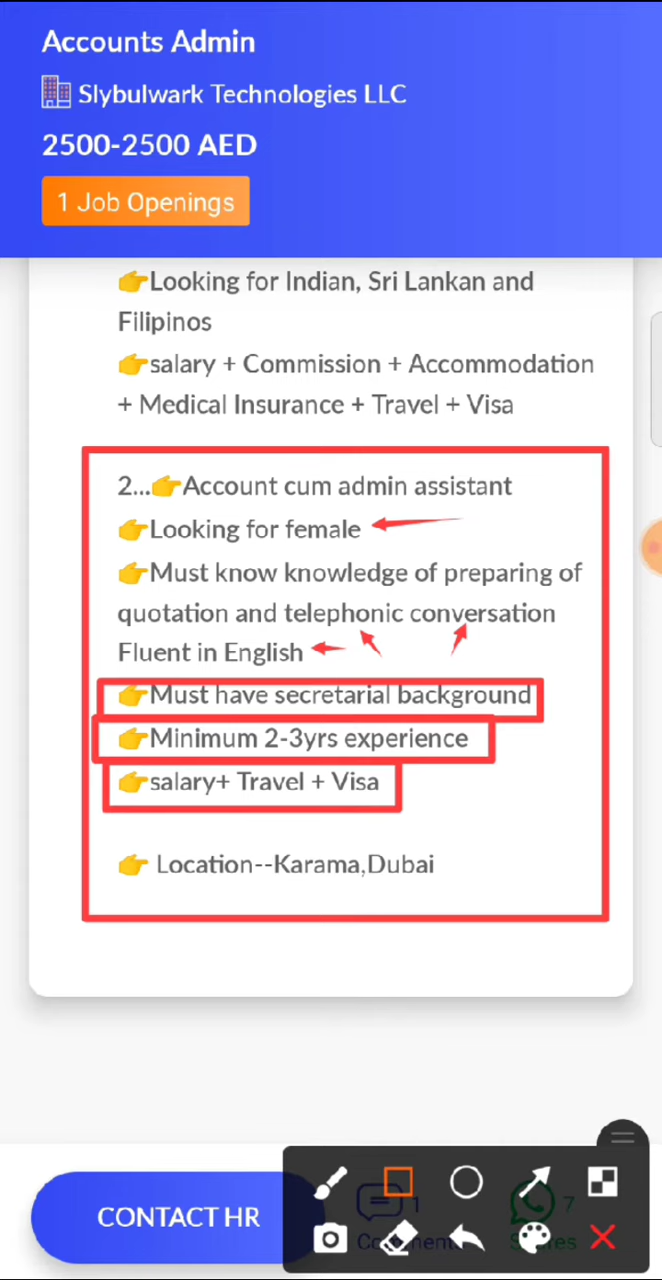 Accounts Admin
Slybulwark Technologies LLC
2500-2500 AED
1 Job Openings
👉Looking for Indian, Sri Lankan and
Filipinos
👉salary + Commission + Accommodation
+ Medical Insurance + Travel + Visa
2...👉Account cum admin assistant
👉Looking for female
👉Must know knowledge of preparing of
quotation and telephonic conversation
Fluent in English
👉Must have secretarial background
👉Minimum 2-3yrs experience
👉salary+ Travel + Visa
👉 Location--Karama,Dubai
CONTACT HR
1
7